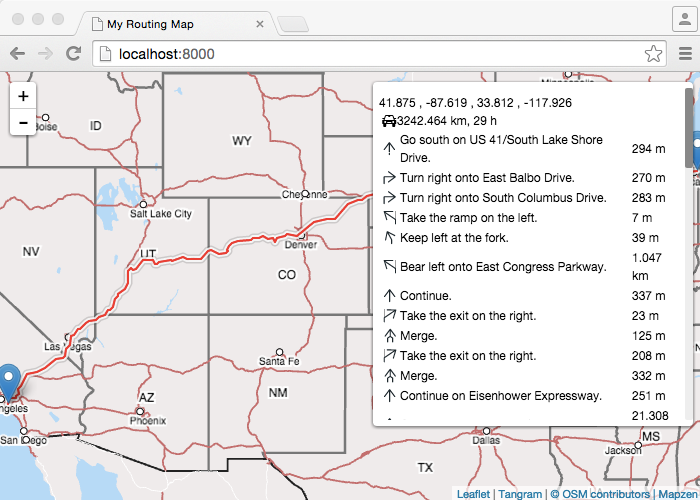 My Routing Map
localhost:8000
+
-
41.875 , -87.619 , 33.812 , -117.926
3242.464 km, 29 h
Go south on US 41/South Lake Shore
Drive.
294 m
Turn right onto East Balbo Drive. 270 m
Turn right onto South Columbus Drive. 283 m
Take the ramp on the left. 7 m
Keep left at the fork. 39 m
Bear left onto East Congress Parkway. 1.047
km
Continue. 337 m
Take the exit on the right. 23 m
Merge. 125 m
Take the exit on the right. 208 m
Merge. 332 m
Continue on Eisenhower Expressway. 251 m
21.308
Boise
ID
WY
Cheyenne
Salt Lake City
NV
UT
Denver
CO
Las Vegas
Santa Fe
AZ
NM
Phoenix
ngeles
San Diego
Dallas
MS
Jackson
TX
Leaflet | Tangram | © OSM contributors | Mapzen